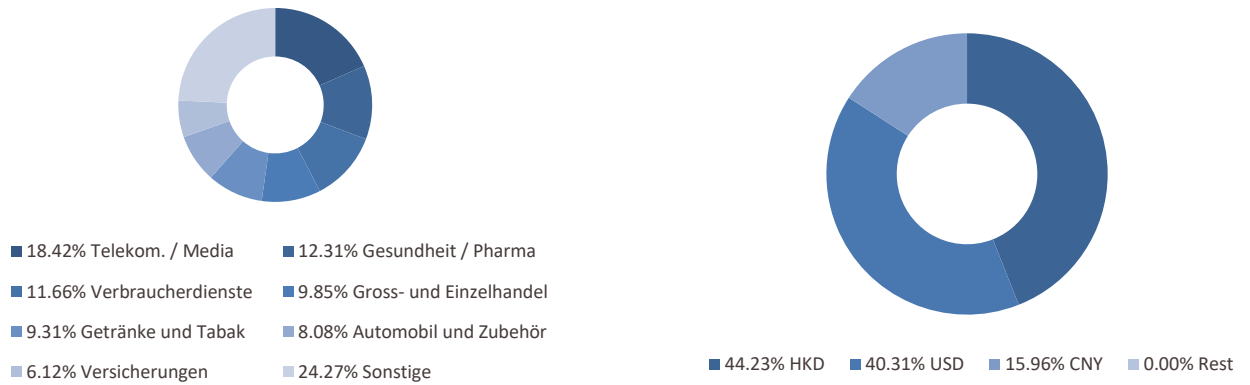 18.42% Telekom. / Media
12.31% Gesundheit / Pharma
11.66% Verbraucherdienste
9.85% Gross- und Einzelhandel
9.31% Getränke und Tabak
8.08% Automobil und Zubehör
6.12% Versicherungen
24.27% Sonstige
44.23% HKD
40.31% USD
15.96% CNY
0.00% Rest